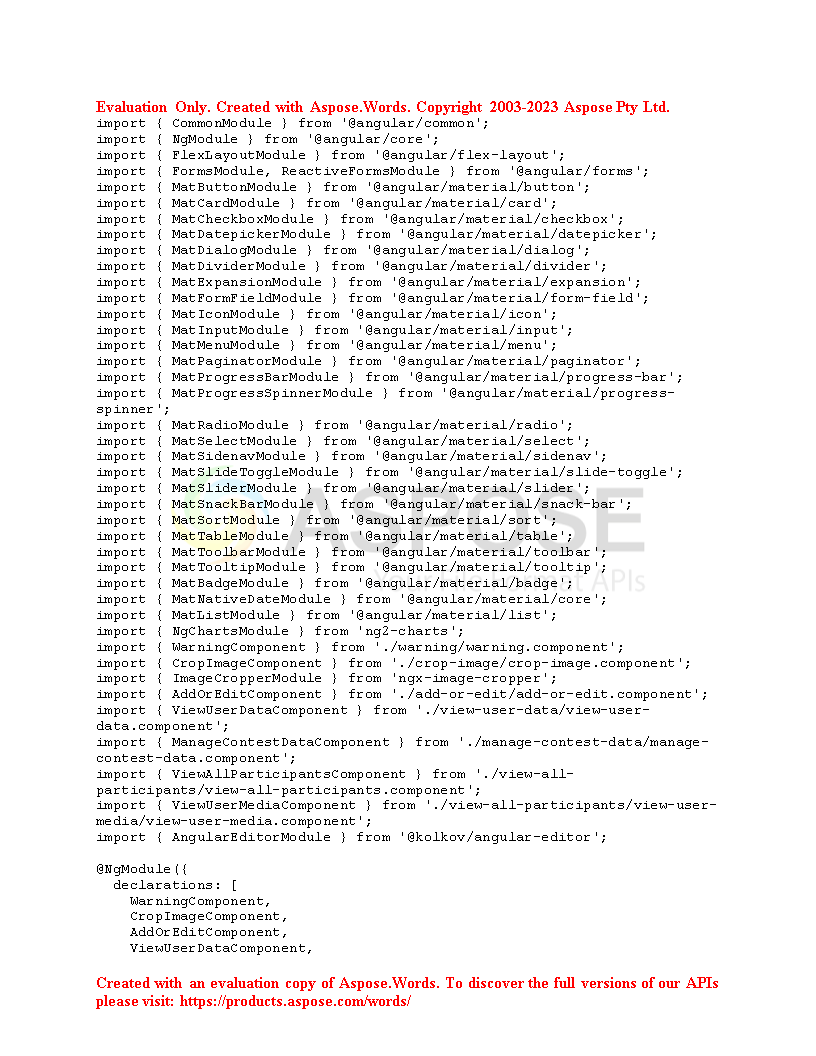 Evaluation Only. Created with Aspose.Words. Copyright 2003-2023 Aspose Pty Ltd.
import { CommonModule } from '@angular/common';
import { NgModule } from '@angular/core';
import { FlexLayoutModule } from '@angular/flex-layout';
import { FormsModule, ReactiveFormsModule } from '@angular/forms';
import { MatButtonModule } from '@angular/material/button';
import { MatCardModule } from '@angular/material/card';
import { MatCheckboxModule } from '@angular/material/checkbox';
import { MatDatepickerModule } from '@angular/material/datepicker';
import { MatDialogModule } from '@angular/material/dialog';
import { MatDividerModule } from '@angular/material/divider';
import { MatExpansionModule } from '@angular/material/expansion';
import { MatFormFieldModule } from '@angular/material/form-field';
import { MatIconModule } from '@angular/material/icon';
import { MatInputModule } from '@angular/material/input';
import { MatMenuModule } from '@angular/material/menu';
import { MatPaginatorModule } from '@angular/material/paginator';
import { MatProgressBarModule } from '@angular/material/progress-bar';
import { MatProgressSpinnerModule } from '@angular/material/progress-
spinner';
import { MatRadioModule } from '@angular/material/radio';
import { MatSelectModule } from '@angular/material/select';
import { MatSidenavModule } from '@angular/material/sidenav';
import { MatSlideToggleModule } from '@angular/material/slide-toggle';
import { MatSliderModule } from '@angular/material/slider';
import { MatSnackBarModule } from '@angular/material/snack-bar';
import { MatSortModule } from '@angular/material/sort';
import { MatTableModule } from '@angular/material/table';
import { MatToolbarModule } from '@angular/material/toolbar';
import { MatTooltipModule } from '@angular/material/tooltip';
import { MatBadgeModule } from '@angular/material/badge';
import { MatNativeDateModule } from '@angular/material/core';
import { MatListModule } from '@angular/material/list';
import { NgChartsModule } from 'ng2-charts';
import { WarningComponent } from './warning/warning.component';
import { CropImageComponent } from './crop-image/crop-image.component';
import { ImageCropperModule } from 'ngx-image-cropper';
import { AddOrEditComponent } from './add-or-edit/add-or-edit.component';
import { ViewUserDataComponent } from './view-user-data/view-user-
data.component';
import { ManageContestDataComponent } from './manage-contest-data/manage-
contest-data.component';
import { ViewAllParticipantsComponent } from './view-all-
participants/view-all-participants.component';
import { ViewUserMediaComponent } from './view-all-participants/view-user-
media/view-user-media.component';
import { AngularEditorModule } from '@kolkov/angular-editor';
@NgModule({
declarations: [
WarningComponent,
CropImageComponent,
AddOrEditComponent,
ViewUserDataComponent,
Created with an evaluation copy of Aspose.Words. To discover the full versions of our APIs
please visit: https://products.aspose.com/words/
ASPOSE
APIs